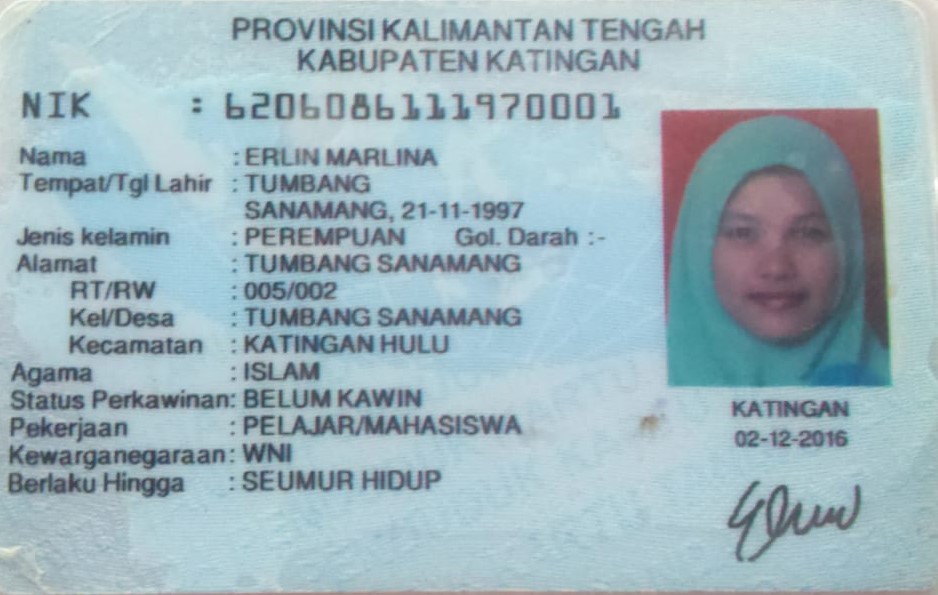 PROVINSI KALIMANTAN TENGAH
KABUPATEN KATINGAN
NIK : 6206086111970001
Nama : ERLIN MARLINA
Tempat/Tgl Lahir : TUMBANG
SANAMANG, 21-11-1997
Jenis kelamin : PEREMPUAN Gol. Darah :-
Alamat : TUMBANG SANAMANG
RT/RW : 005/002
Kel/Desa : TUMBANG SANAMANG
Kecamatan : KATINGAN HULU
Agama : ISLAM
Status Perkawinan: BELUM KAWIN
Pekerjaan : PELAJAR/MAHASISWA
Kewarganegaraan: WNI
Berlaku Hingga : SEUMUR HIDUP
KATINGAN
02-12-2016